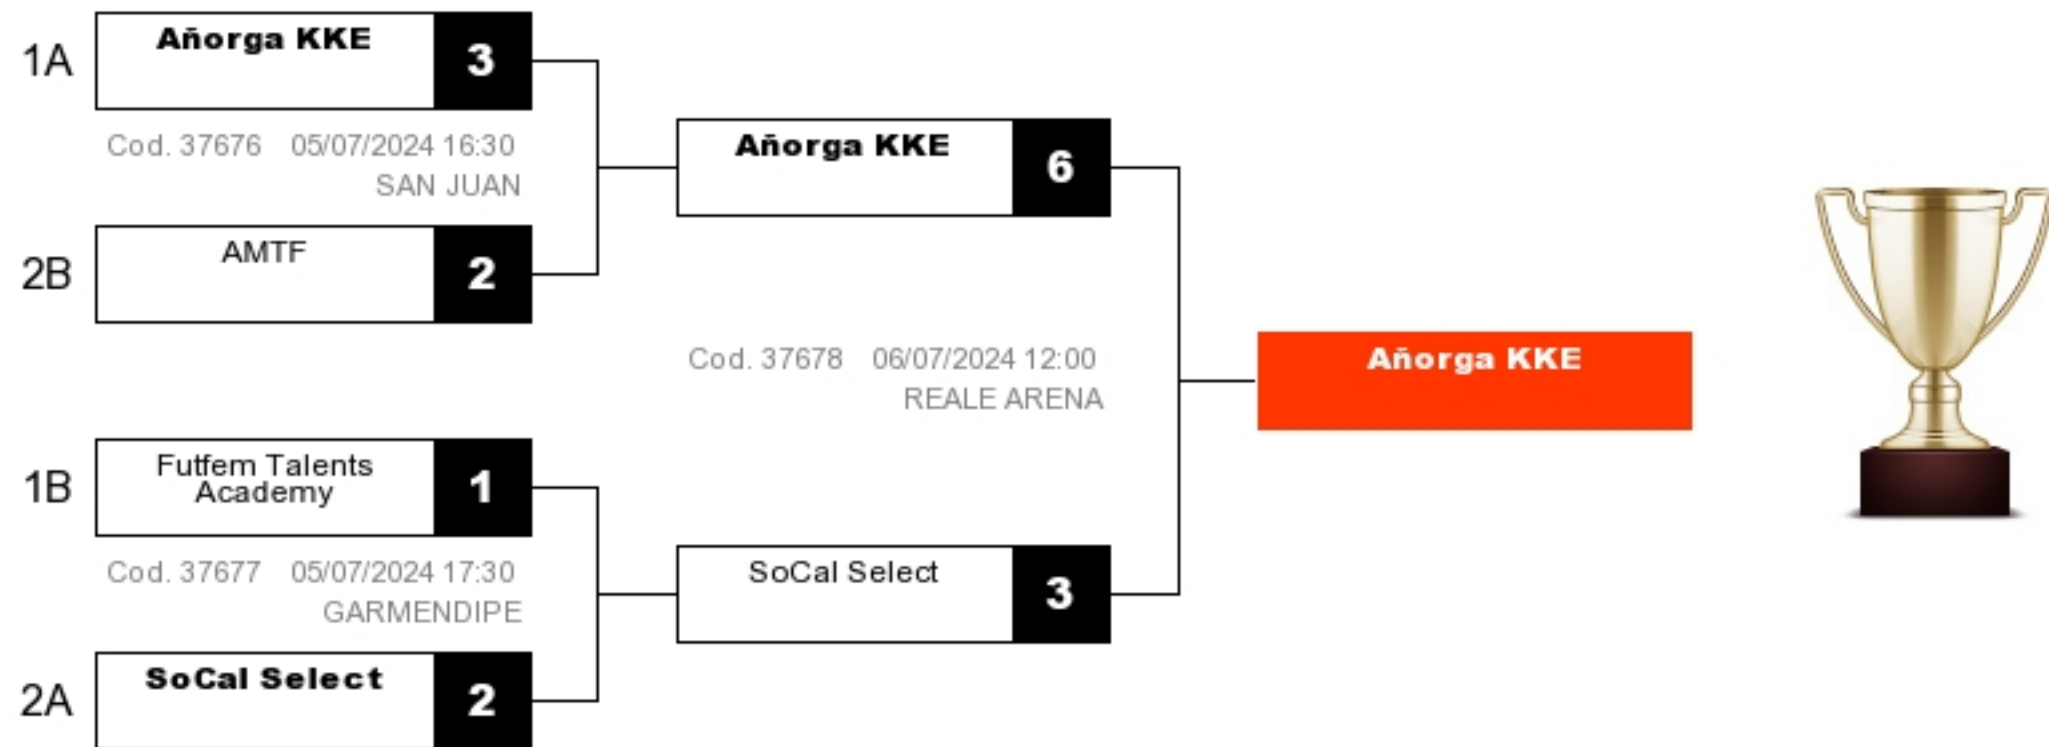 1A
Añorga KKE
3
Cod. 37676 05/07/2024 16:30
SAN JUAN
2B
AMTF
2
1B
Futfem Talents
Academy
1
Cod. 37677 05/07/2024 17:30
GARMENDIPE
2A
SoCal Select
2
Añorga KKE
6
Cod. 37678 06/07/2024 12:00
REALE ARENA
SoCal Select
3
Añorga KKE